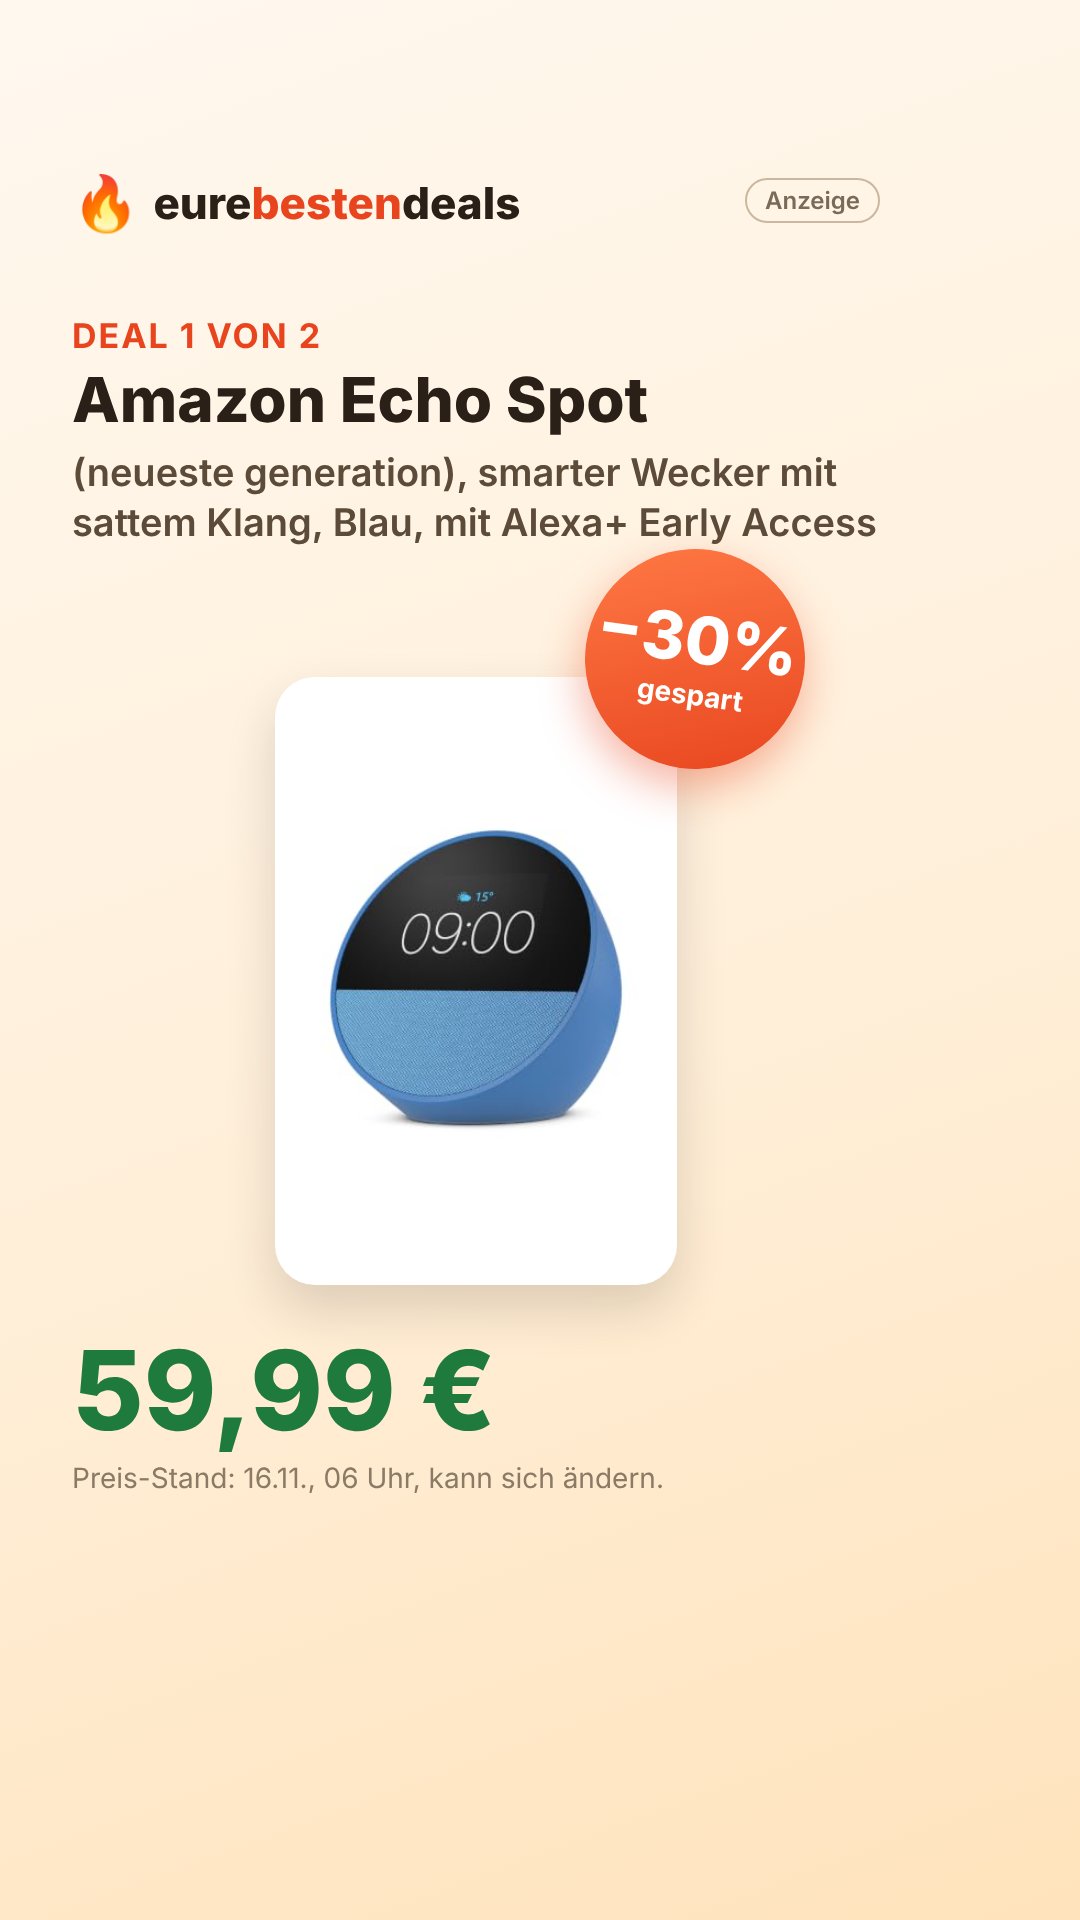 🔥 eurebestendeals
Anzeige
DEAL 1 VON 2
Amazon Echo Spot
(neueste generation), smarter Wecker mit
sattem Klang, Blau, mit Alexa+ Early Access
−30%
gespart
15°
09:00
59,99 €
Preis-Stand: 16.11., 06 Uhr, kann sich ändern.